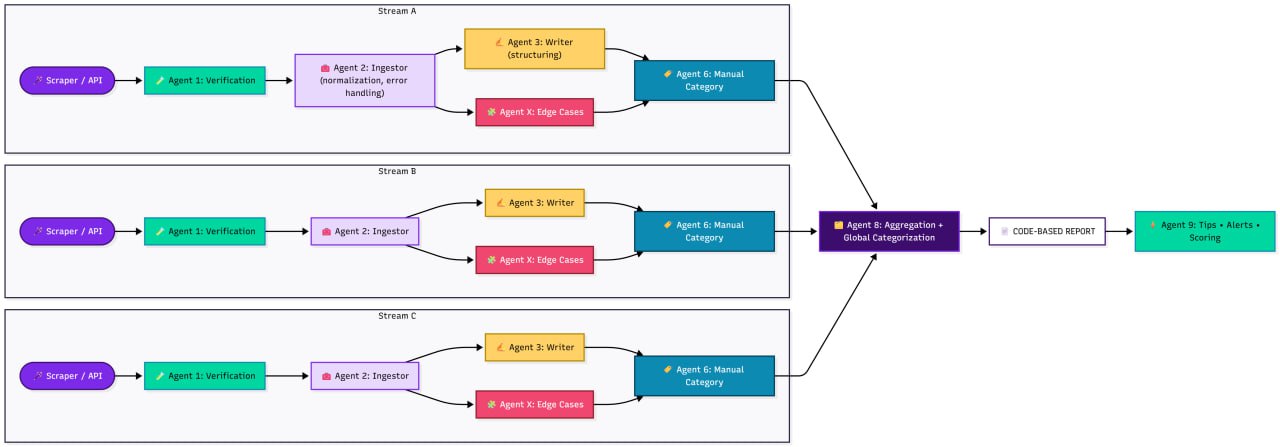 Stream A
Scraper / API
Agent 1: Verification
Agent 2: Ingestor
(normalization, error
handling)
Agent 3: Writer
(structuring)
Agent X: Edge Cases
Agent 6: Manual
Category
Stream B
Scraper / API
Agent 1: Verification
Agent 2: Ingestor
Agent 3: Writer
Agent X: Edge Cases
Agent 6: Manual
Category
Stream C
Scraper / API
Agent 1: Verification
Agent 2: Ingestor
Agent 3: Writer
Agent X: Edge Cases
Agent 6: Manual
Category
Agent 8: Aggregation +
Global Categorization
CODE-BASED REPORT
Agent 9: Tips • Alerts •
Scoring